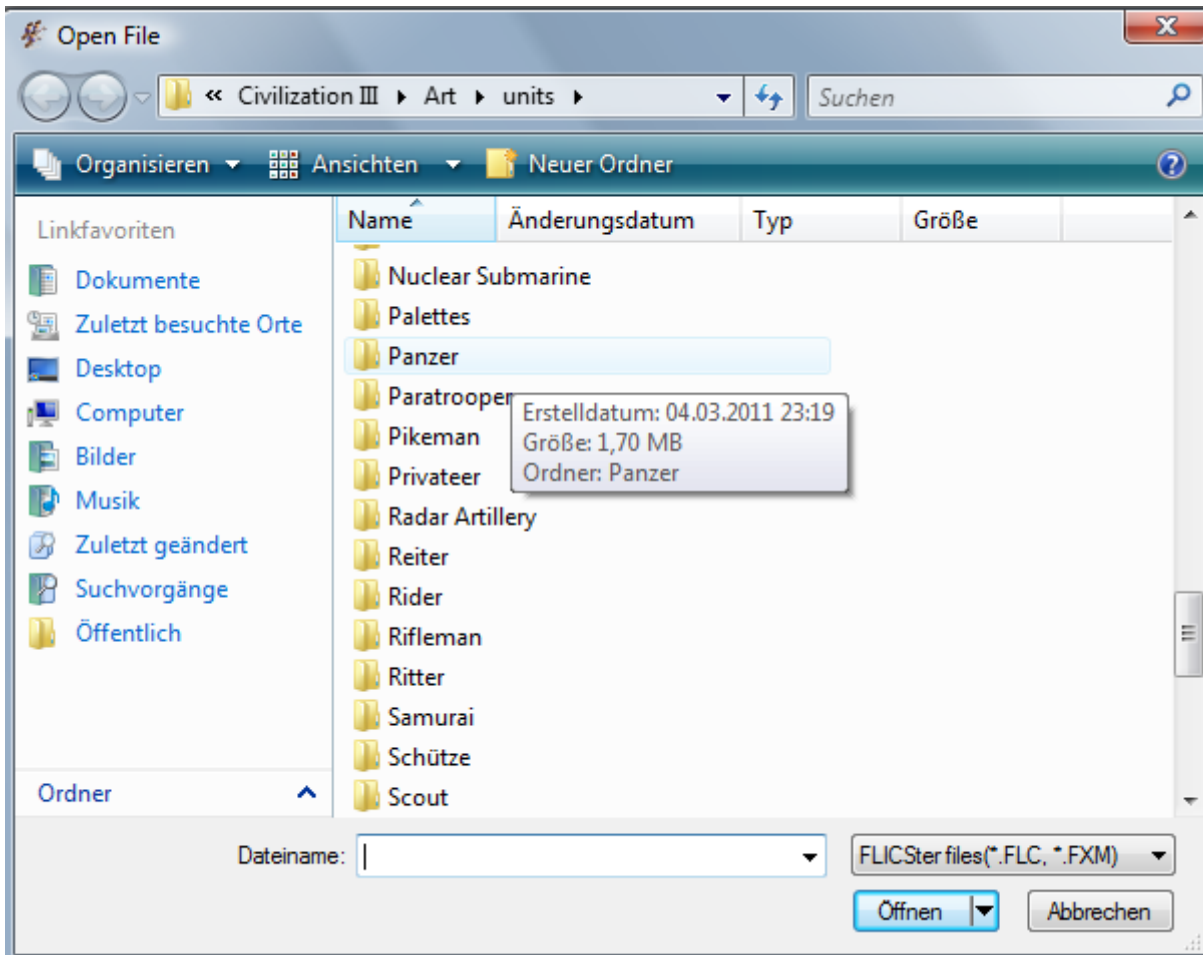 Open File
« Civilization III ▸ Art ▸ units ▸
Suchen
Organisieren
Ansichten
Neuer Ordner
Linkfavoriten
Dokumente
Zuletzt besuchte Orte
Desktop
Computer
Bilder
Musik
Zuletzt geändert
Suchvorgänge
Öffentlich
Ordner
Name Änderungsdatum Typ Größe
Nuclear Submarine
Palettes
Panzer
Paratrooper
Pikeman
Privateer
Radar Artillery
Reiter
Rider
Rifleman
Ritter
Samurai
Schütze
Scout
Erstelldatum: 04.03.2011 23:19
Größe: 1,70 MB
Ordner: Panzer
Dateiname:
FLICSter files(*.FLC, *.FXM)
Öffnen
Abbrechen